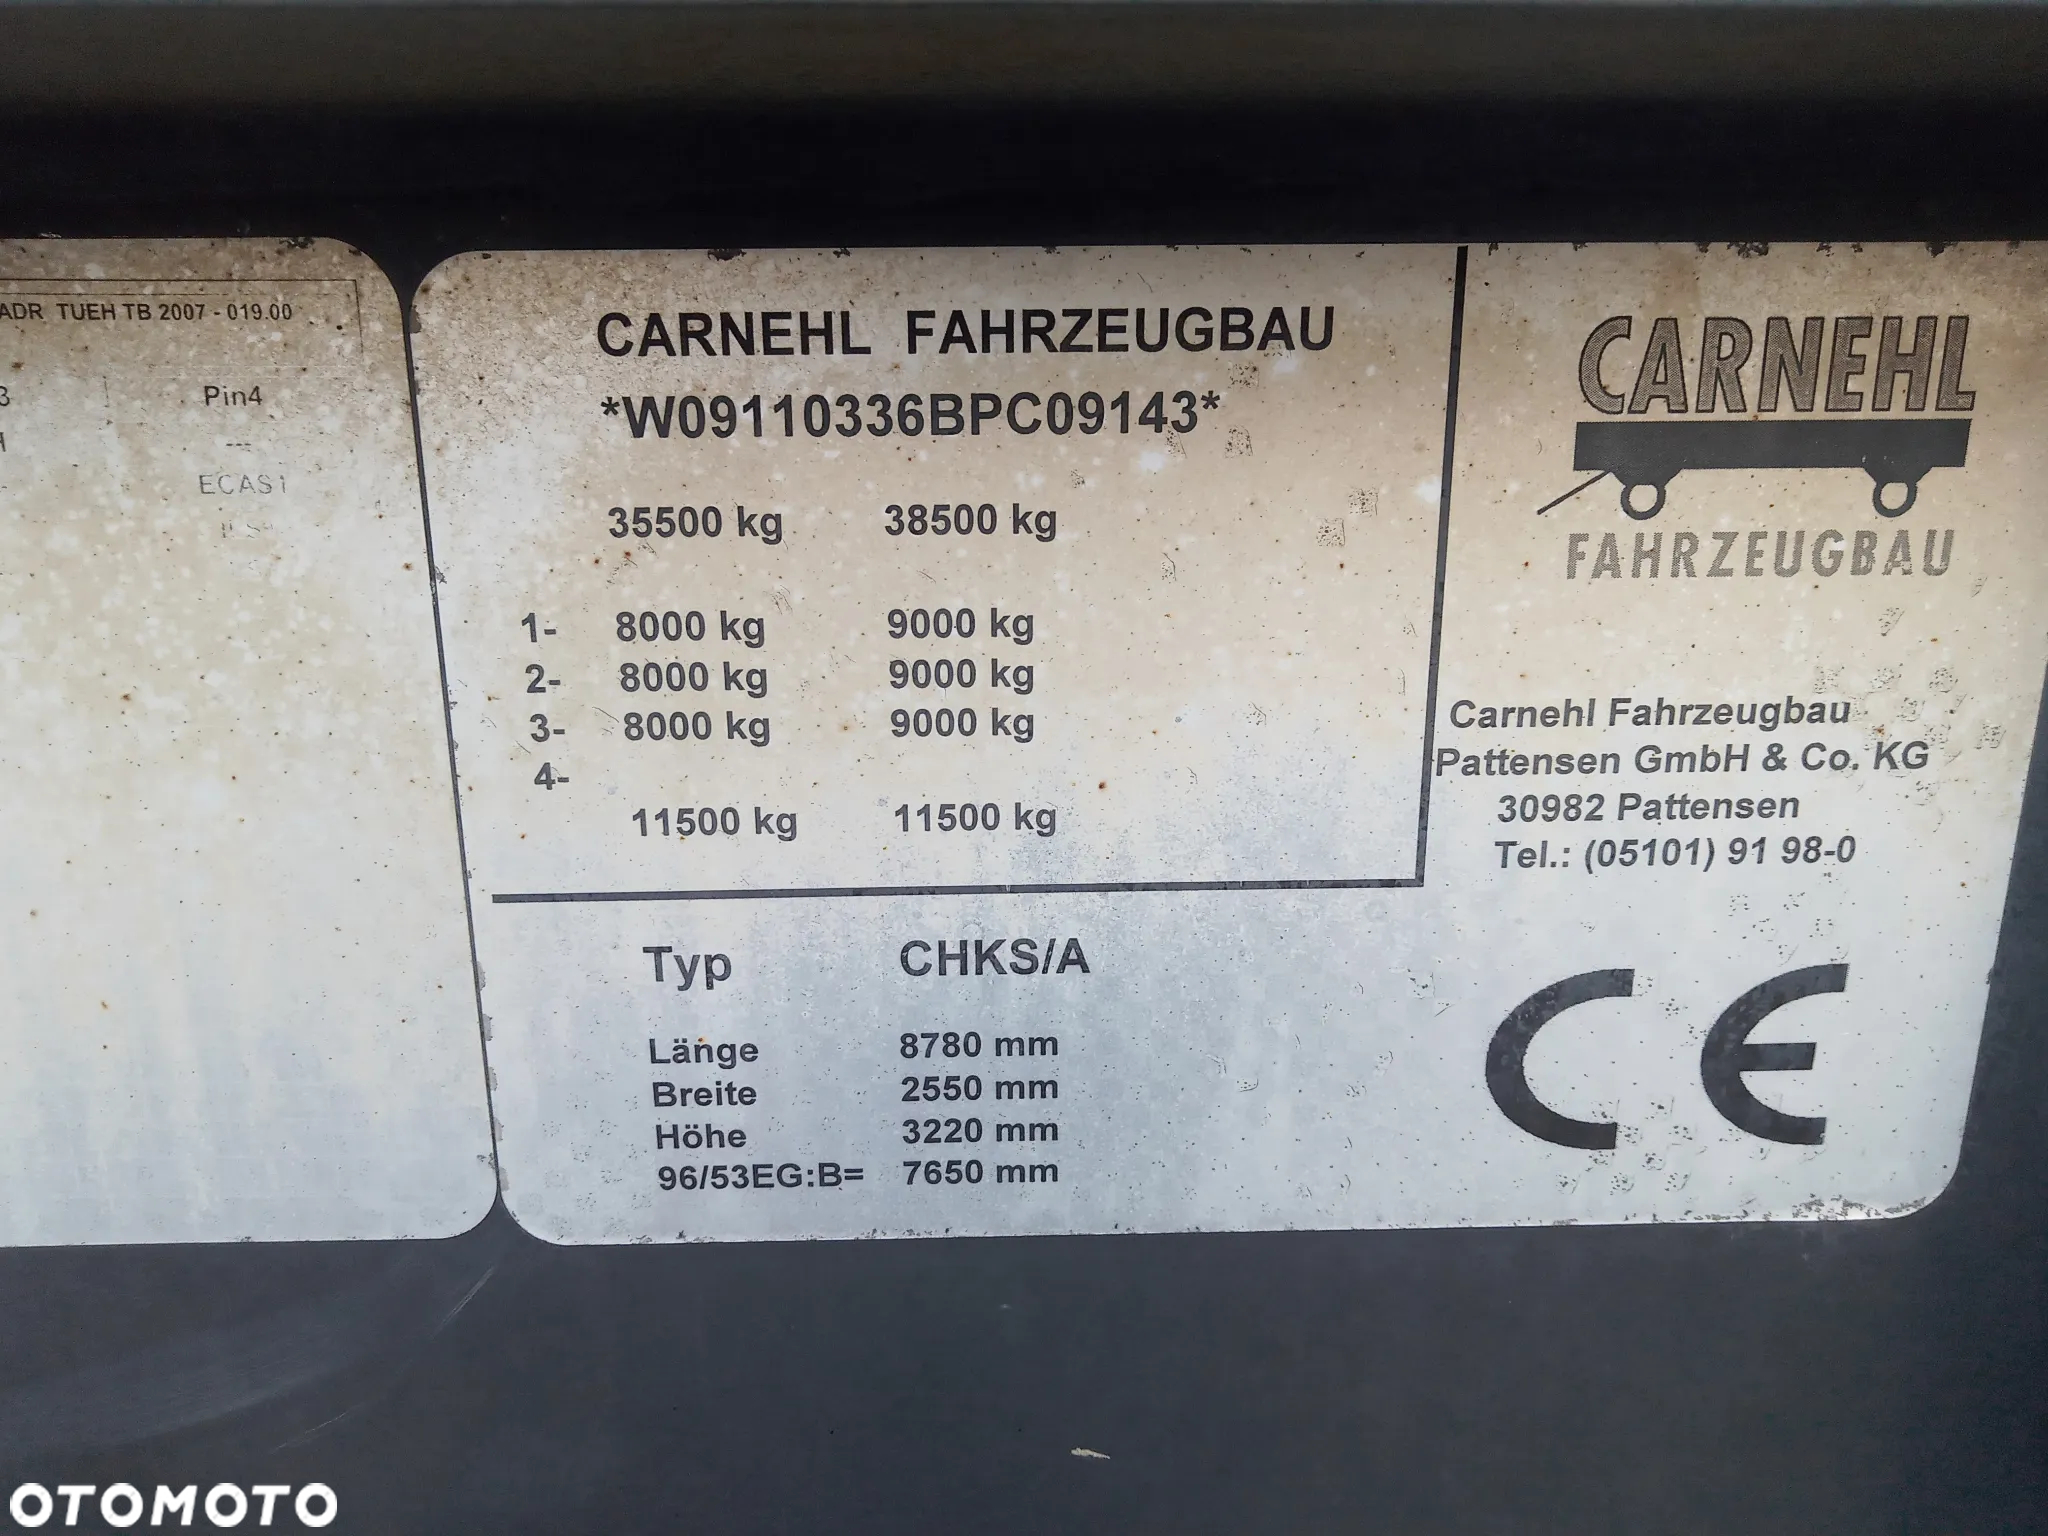 ADR TUEH TB 2007 - 019.00
3 Pin4
H ---
ECAS1
CARNEHL FAHRZEUGBAU
*W09110336BPC09143*
35500 kg 38500 kg
1- 8000 kg 9000 kg
2- 8000 kg 9000 kg
3- 8000 kg 9000 kg
4-
11500 kg 11500 kg
Typ CHKS/A
Länge 8780 mm
Breite 2550 mm
Höhe 3220 mm
96/53EG:B= 7650 mm
CARNEHL
FAHRZEUGBAU
Carnehl Fahrzeugbau
Pattensen GmbH & Co. KG
30982 Pattensen
Tel.: (05101) 91 98-0
CE
OTOMOTO